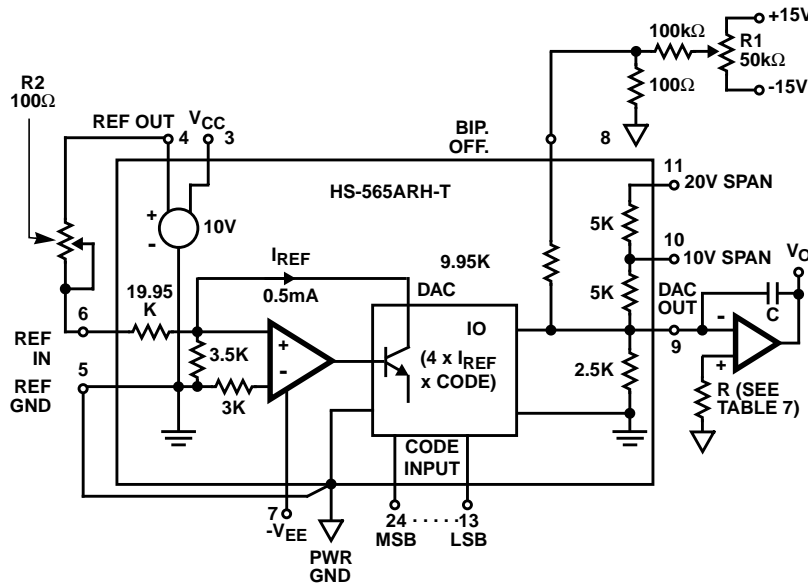 R2
100Ω
REF OUT
4
VCC
3
BIP.
OFF.
8
100kΩ
100Ω
R1
50kΩ
+15V
-15V
HS-565ARH-T
11
20V SPAN
5K
10
10V SPAN
5K
+
-
10V
IREF
0.5mA
9.95K
DAC
IO
(4 x IREF
x CODE)
DAC
OUT
9
VO
C
-
+
R (SEE
TABLE 7)
2.5K
6
REF
IN
19.95
K
3.5K
+
-
3K
5
REF
GND
CODE
INPUT
7
-VEE
PWR
GND
24 . . . . . 13
MSB LSB